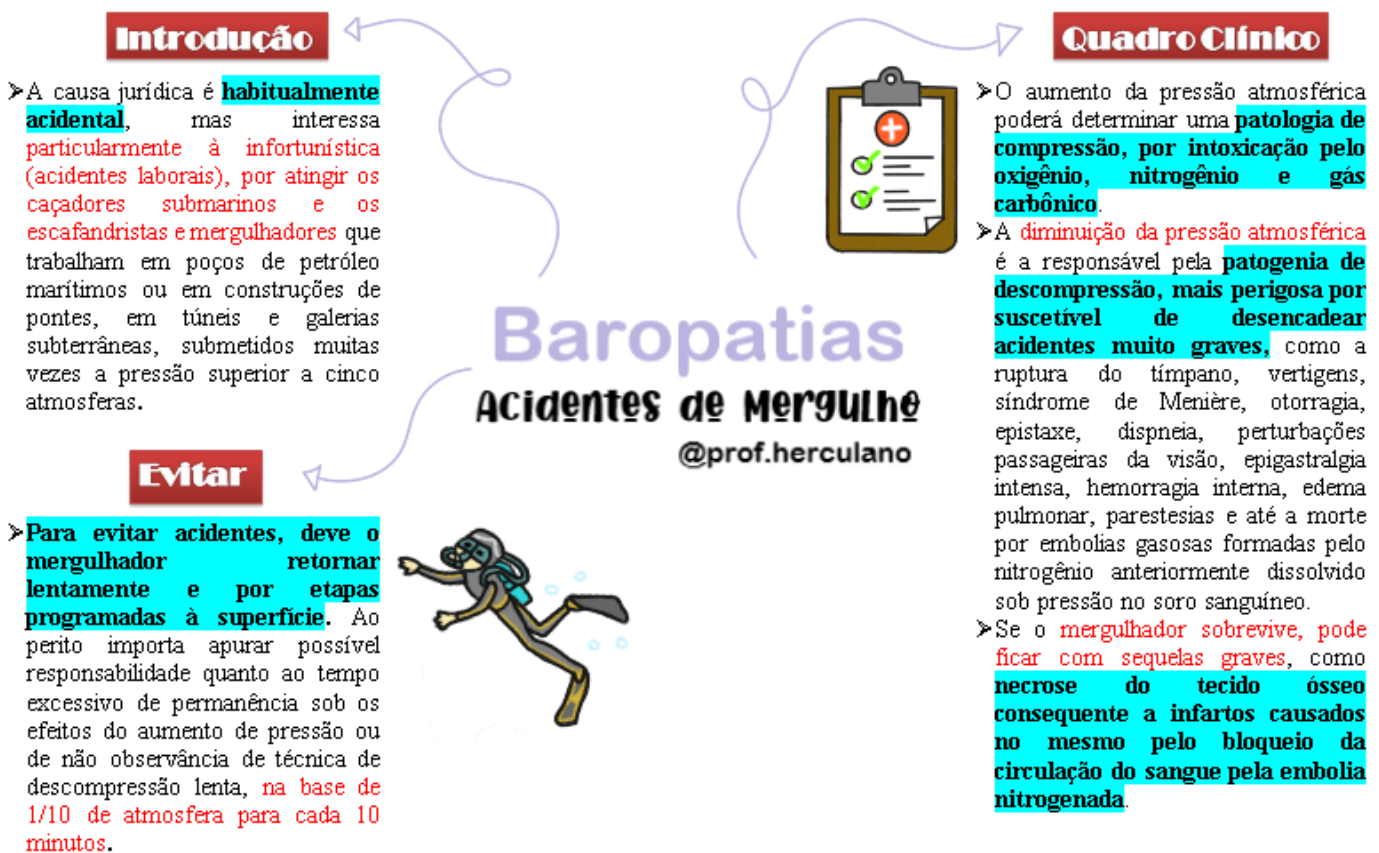 Introdução
➢A causa jurídica é habitualmente
acidental, mas interessa
particularmente à infortunística
(acidentes laborais), por atingir os
caçadores submarinos e os
escafandristas e mergulhadores que
trabalham em poços de petróleo
marítimos ou em construções de
pontes, em túneis e galerias
subterrâneas, submetidos muitas
vezes a pressão superior a cinco
atmosferas.
Evitar
➢Para evitar acidentes, deve o
mergulhador retornar
lentamente e por etapas
programadas à superfície. Ao
perito importa apurar possível
responsabilidade quanto ao tempo
excessivo de permanência sob os
efeitos do aumento de pressão ou
de não observância de técnica de
descompressão lenta, na base de
1/10 de atmosfera para cada 10
minutos.
Baropatias
Acidentes de Mergulho
@prof.herculano
Quadro Clínico
➢O aumento da pressão atmosférica
poderá determinar uma patologia de
compressão, por intoxicação pelo
oxigênio, nitrogênio e gás
carbônico.
➢A diminuição da pressão atmosférica
é a responsável pela patogenia de
descompressão, mais perigosa por
suscetível de desencadear
acidentes muito graves, como a
ruptura do tímpano, vertigens,
síndrome de Menière, otorragia,
epistaxe, dispneia, perturbações
passageiras da visão, epigastralgia
intensa, hemorragia interna, edema
pulmonar, parestesias e até a morte
por embolias gasosas formadas pelo
nitrogênio anteriormente dissolvido
sob pressão no soro sanguíneo.
➢Se o mergulhador sobrevive, pode
ficar com sequelas graves, como
necrose do tecido ósseo
consequente a infartos causados
no mesmo pelo bloqueio da
circulação do sangue pela embolia
nitrogenada.